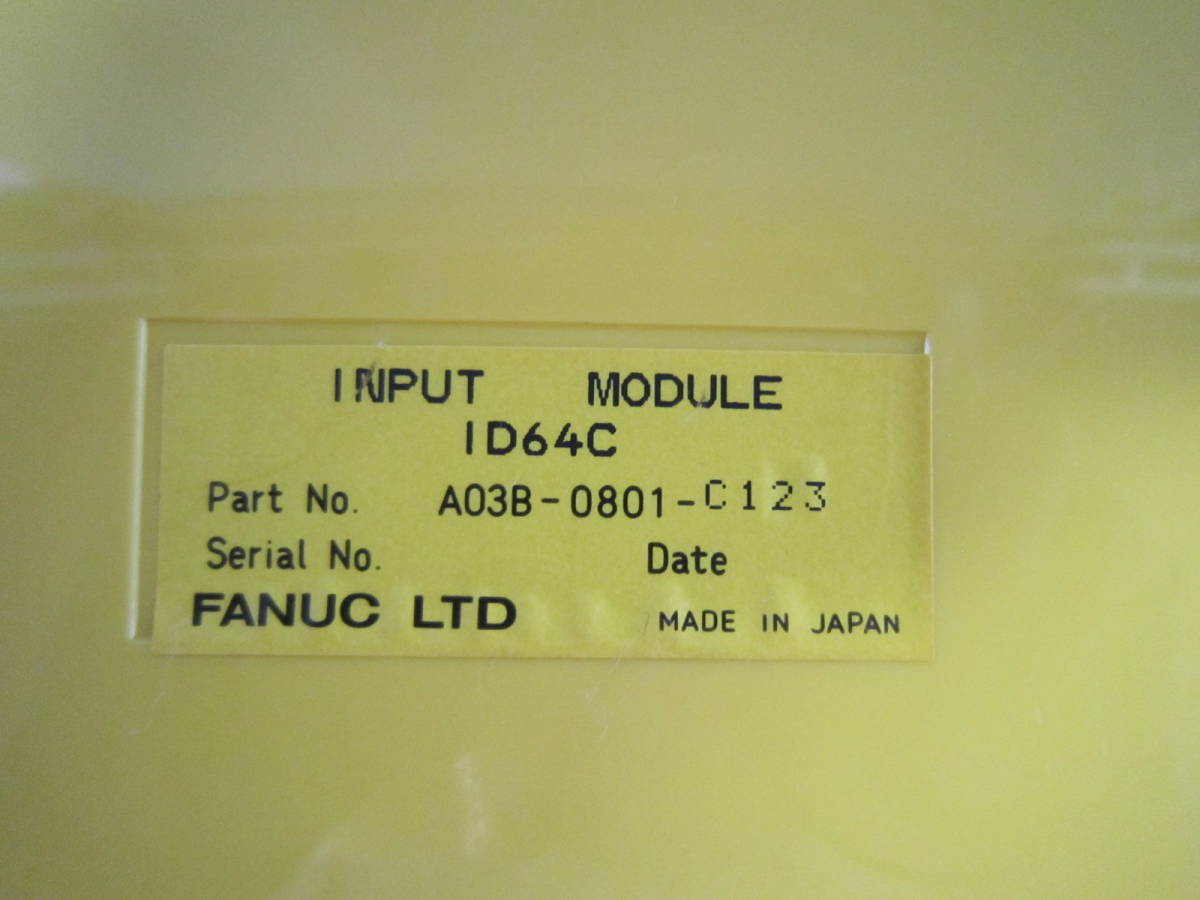 INPUT MODULE
ID64C
Part No. A03B-0801-C123
Serial No. Date
FANUC LTD MADE IN JAPAN